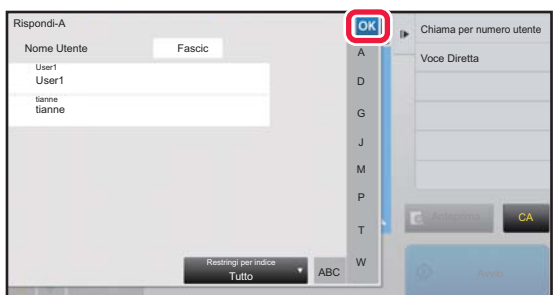 Rispondi-A
OK
Nome Utente Fascic
User1
User1
tianne
tianne
A
D
G
J
M
P
T
W
Restringi per indice
Tutto
ABC
Chiama per numero utente
Voce Diretta
Anteprima
CA
Avvio